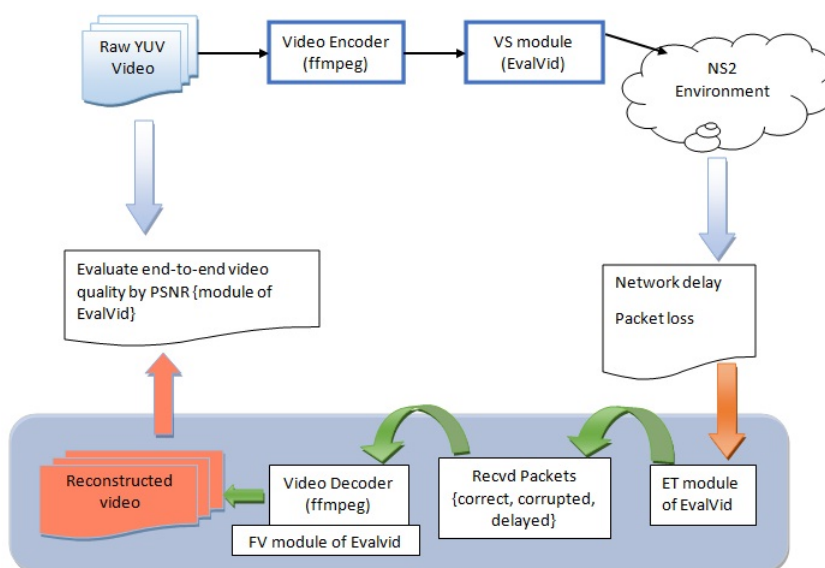 Raw YUV
Video
Video Encoder
(ffmpeg)
VS module
(EvalVid)
NS2
Environment
Evaluate end-to-end video
quality by PSNR {module of
EvalVid}
Network delay
Packet loss
Reconstructed
video
Video Decoder
(ffmpeg)
FV module of Evalvid
Recvd Packets
{correct, corrupted,
delayed}
ET module
of EvalVid